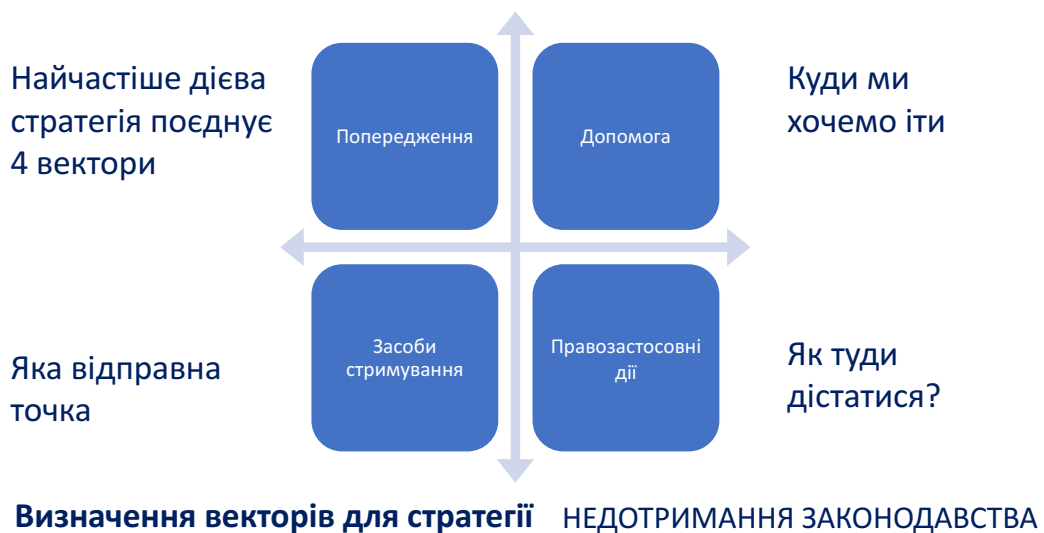 Найчастіше дієва
стратегія поєднує
4 вектори
Попередження
Допомога
Куди ми
хочемо іти
Яка відправна
точка
Засоби
стримування
Правозастосовні
дії
Як туди
дістатися?
Визначення векторів для стратегії НЕДОТРИМАННЯ ЗАКОНОДАВСТВА